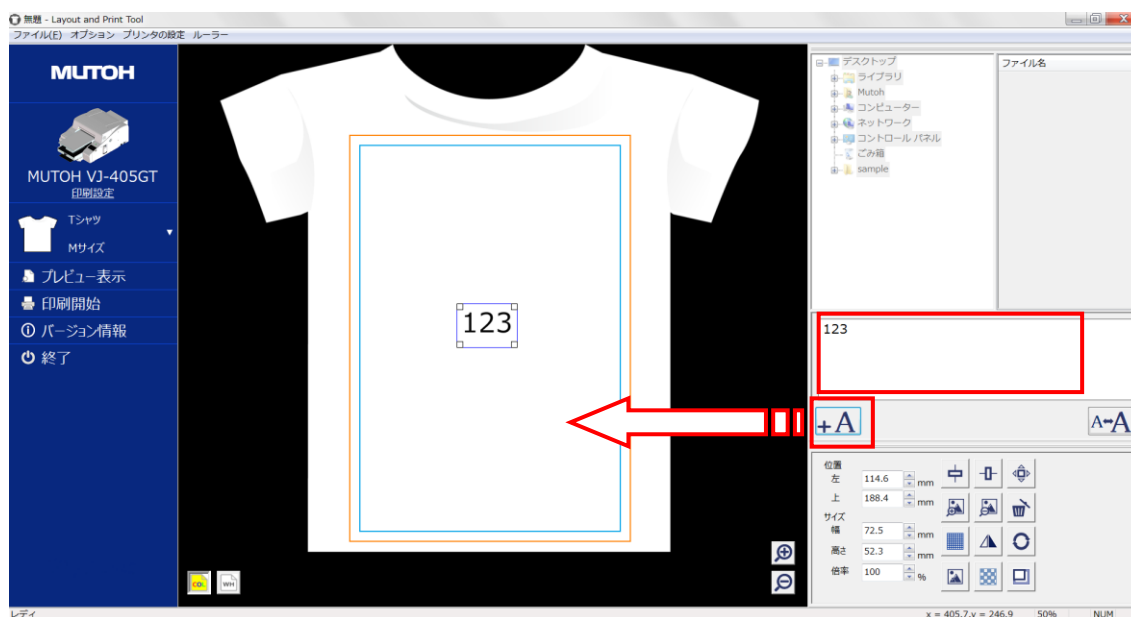 無題 - Layout and Print Tool
ファイル(F) オプション プリンタの設定 ルーラー
MUTOH
MUTOH VJ-405GT
印刷設定
Tシャツ
Mサイズ
プレビュー表示
印刷開始
バージョン情報
終了
123
COL
WH
デスクトップ
ライブラリ
Mutoh
コンピューター
ネットワーク
コントロール パネル
ごみ箱
sample
ファイル名
123
+A
A↔A
位置
左 114.6 mm
上 188.4 mm
サイズ
幅 72.5 mm
高さ 52.3 mm
倍率 100 %
レディ
x = 405.7,y = 246.9 50% NUM